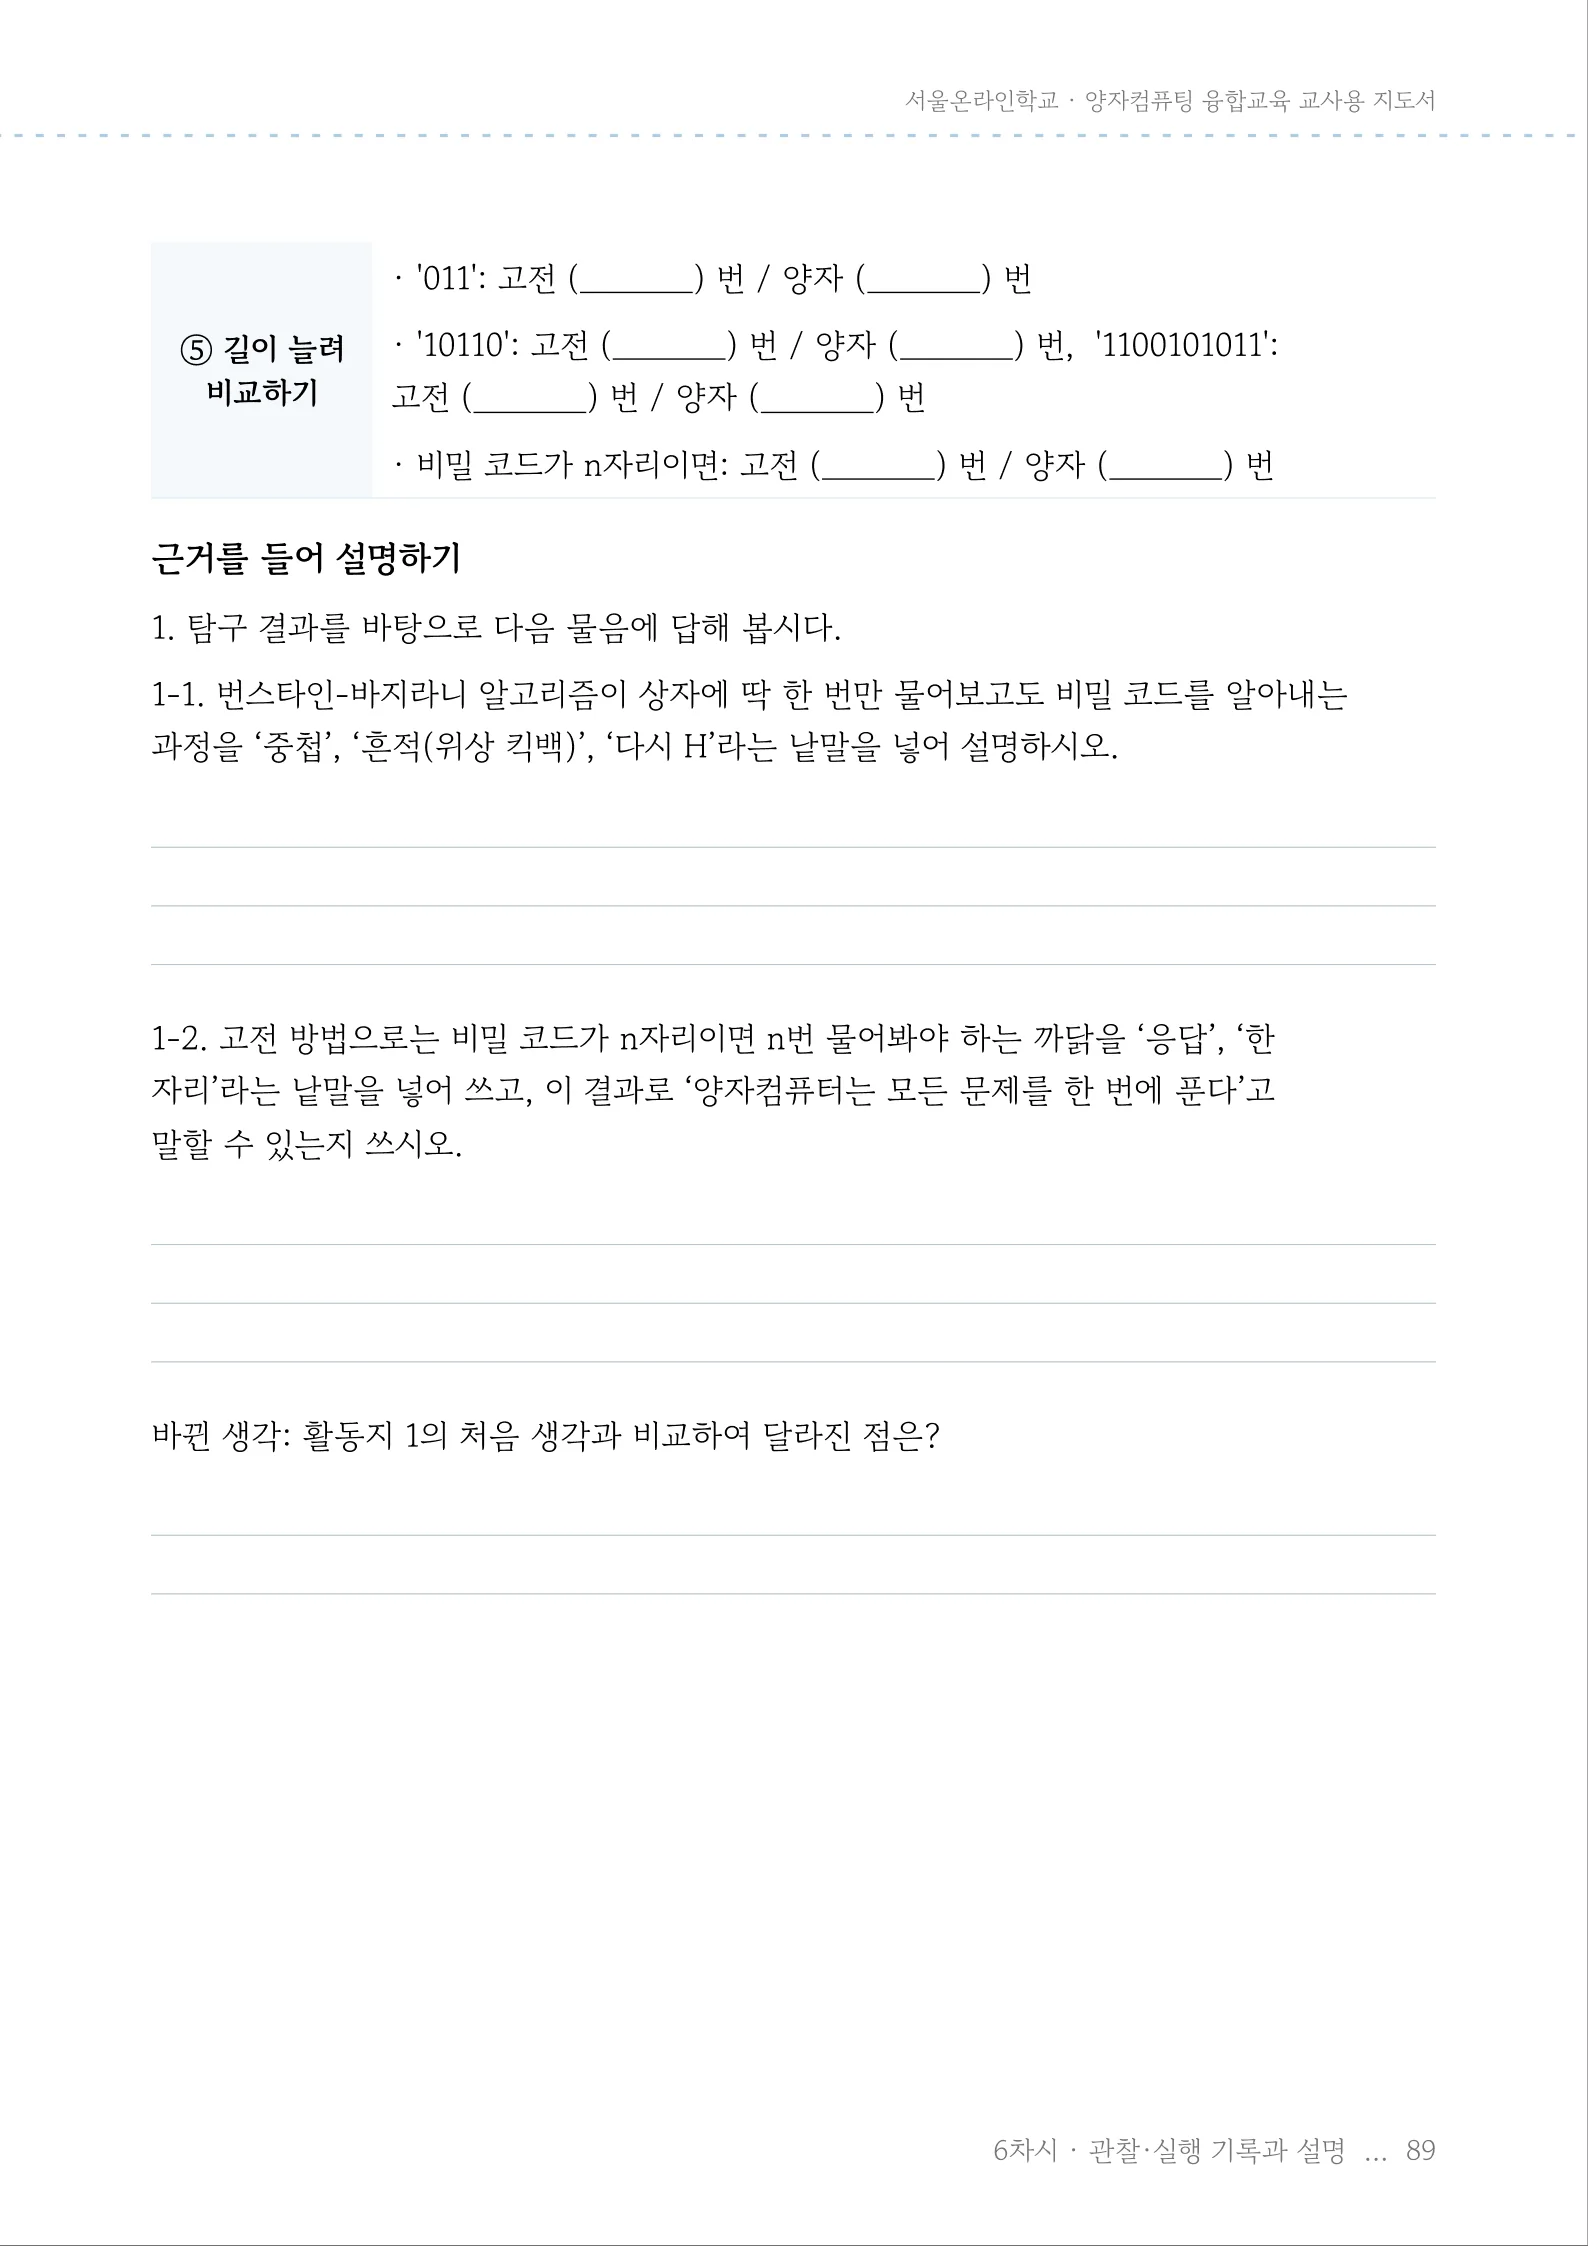 서울온라인학교 · 양자컴퓨팅 융합교육 교사용 지도서
⑤ 길이 늘려
비교하기
· '011': 고전 (_______) 번 / 양자 (_______) 번
· '10110': 고전 (_______) 번 / 양자 (_______) 번, '1100101011':
고전 (_______) 번 / 양자 (_______) 번
· 비밀 코드가 n자리이면: 고전 (_______) 번 / 양자 (_______) 번
근거를 들어 설명하기
1. 탐구 결과를 바탕으로 다음 물음에 답해 봅시다.
1-1. 번스타인-바지라니 알고리즘이 상자에 딱 한 번만 물어보고도 비밀 코드를 알아내는
과정을 ‘중첩’, ‘흔적(위상 킥백)’, ‘다시 H’라는 낱말을 넣어 설명하시오.
1-2. 고전 방법으로는 비밀 코드가 n자리이면 n번 물어봐야 하는 까닭을 ‘응답’, ‘한
자리’라는 낱말을 넣어 쓰고, 이 결과로 ‘양자컴퓨터는 모든 문제를 한 번에 푼다’고
말할 수 있는지 쓰시오.
바뀐 생각: 활동지 1의 처음 생각과 비교하여 달라진 점은?
6차시 · 관찰·실행 기록과 설명 ... 89